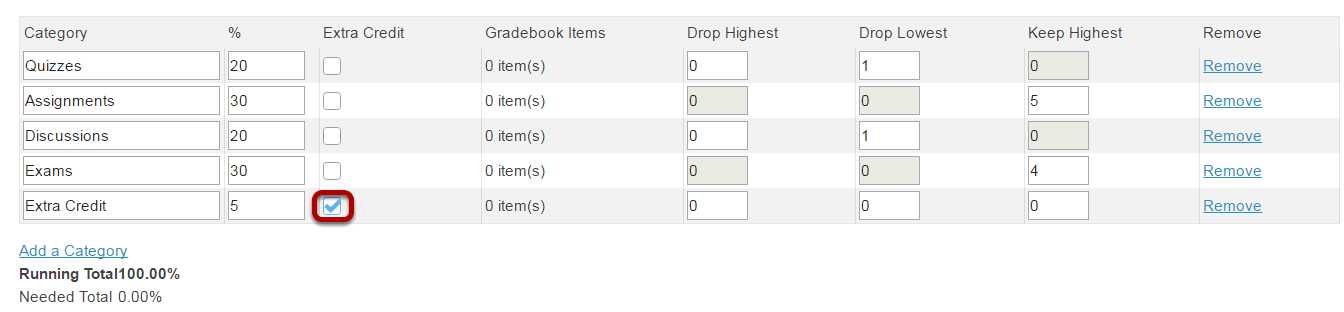 Category % Extra Credit Gradebook Items Drop Highest Drop Lowest Keep Highest Remove
Quizzes 20 0 item(s) 0 1 0 Remove
Assignments 30 0 item(s) 0 0 5 Remove
Discussions 20 0 item(s) 0 1 0 Remove
Exams 30 0 item(s) 0 0 4 Remove
Extra Credit 5 0 item(s) 0 0 0 Remove
Add a Category
Running Total100.00%
Needed Total 0.00%